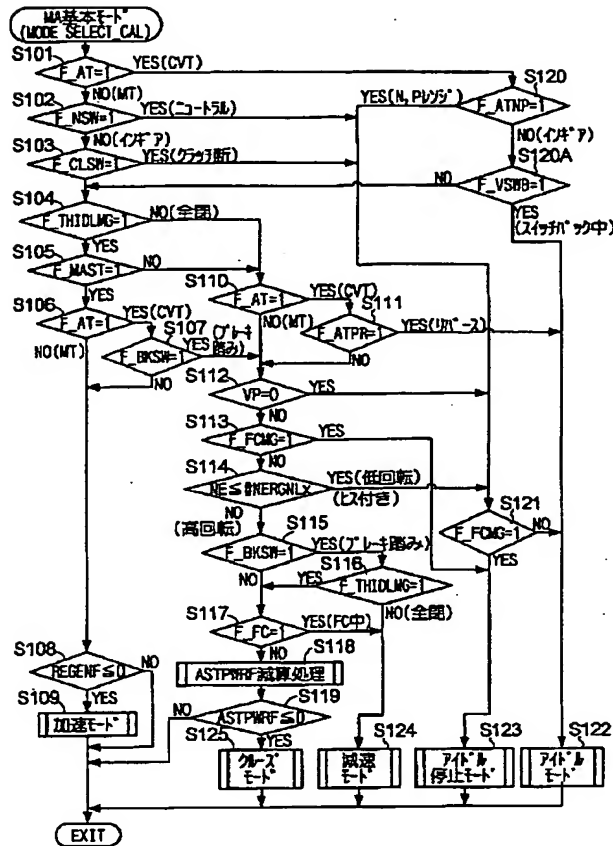 MA基本モード
(MODE_SELECT_CAL)
S101
F_AT=1
YES(CVT)
NO(MT)
S102
F_NSW=1
YES(ニュートラル)
NO(インギア)
S103
F_CLSW=1
YES(クラッチ断)
S120
YES(N,Pレンジ)
F_ATNP=1
NO(インギア)
S120A
NO
F_VSWB=1
YES
(スイッチバック中)
S104
F_THIDLMG=1
NO(全閉)
YES
S105
F_MAST=1
NO
YES
S106
F_AT=1
YES(CVT)
NO(MT)
S107
F_BKSW=1
YES
(ブレーキ
踏み)
NO
S110
F_AT=1
YES(CVT)
NO(MT)
S111
F_ATPR=1
YES(リバース)
NO
S112
VP=0
YES
NO
S113
F_FCMG=1
YES
NO
S114
NE≦#NERGNLx
YES(低回転)
(ヒス付き)
NO
(高回転)
S115
F_BKSW=1
YES(ブレーキ踏み)
NO
S116
YES
F_THIDLMG=1
NO(全閉)
S121
F_FCMG=1
NO
YES
S117
F_FC=1
YES(FC中)
NO
S118
ASTPWRF減算処理
S119
NO
ASTPWRF≦0
YES
S108
REGENF≦0
NO
YES
S109
加速モード
S125
クルーズ
モード
S124
減速
モード
S123
アイドル
停止モード
S122
アイドル
モード
EXIT